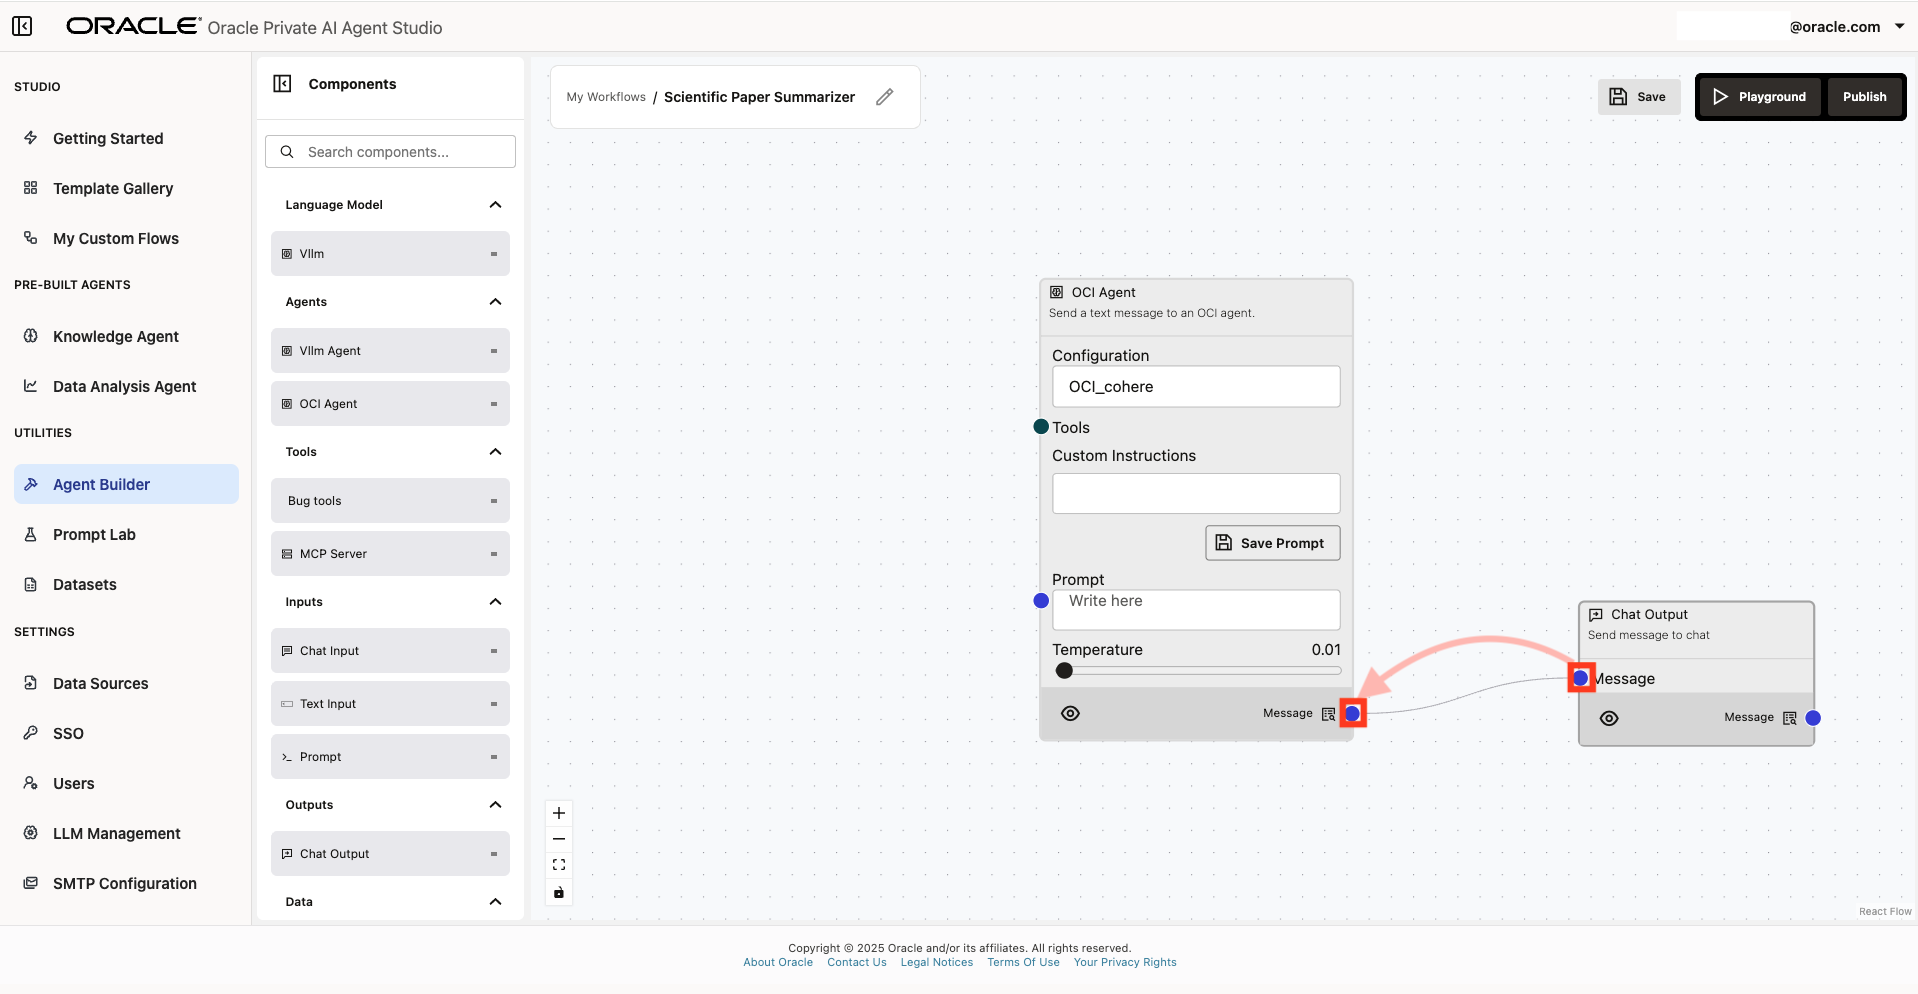 ORACLE® Oracle Private AI Agent Studio
@oracle.com
STUDIO
Getting Started
Template Gallery
My Custom Flows
PRE-BUILT AGENTS
Knowledge Agent
Data Analysis Agent
UTILITIES
Agent Builder
Prompt Lab
Datasets
SETTINGS
Data Sources
SSO
Users
LLM Management
SMTP Configuration
Components
Search components...
Language Model
Vllm
Agents
Vllm Agent
OCI Agent
Tools
Bug tools
MCP Server
Inputs
Chat Input
Text Input
Prompt
Outputs
Chat Output
Data
My Workflows / Scientific Paper Summarizer
Save
Playground
Publish
OCI Agent
Send a text message to an OCI agent.
Configuration
OCI_cohere
Tools
Custom Instructions
Save Prompt
Prompt
Write here
Temperature 0.01
Message
Chat Output
Send message to chat
Message
Message
React Flow
Copyright © 2025 Oracle and/or its affiliates. All rights reserved.
About Oracle Contact Us Legal Notices Terms Of Use Your Privacy Rights